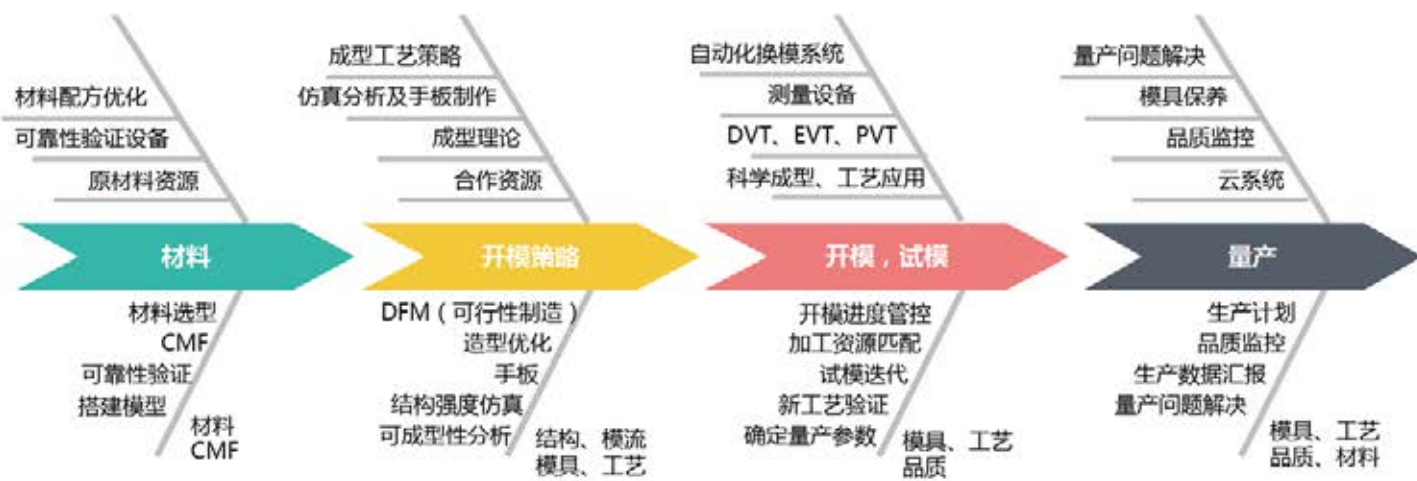 材料配方优化
可靠性验证设备
原材料资源
成型工艺策略
仿真分析及手板制作
成型理论
合作资源
自动化换模系统
测量设备
DVT、EVT、PVT
科学成型、工艺应用
量产问题解决
模具保养
品质监控
云系统
材料
开模策略
开模，试模
量产
材料选型
CMF
可靠性验证
搭建模型
材料
CMF
DFM（可行性制造）
造型优化
手板
结构强度仿真
可成型性分析
结构、模流
模具、工艺
开模进度管控
加工资源匹配
试模迭代
新工艺验证
确定量产参数
模具、工艺
品质
生产计划
品质监控
生产数据汇报
量产问题解决
模具、工艺
品质、材料